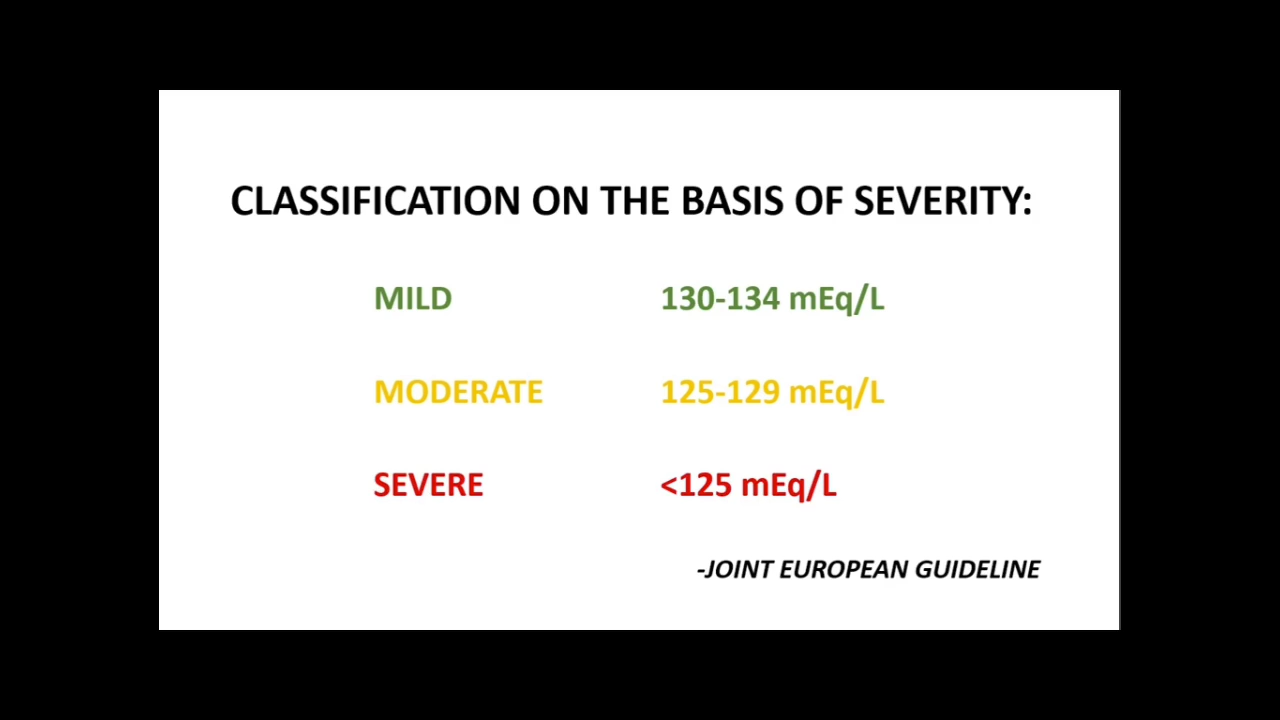 CLASSIFICATION ON THE BASIS OF SEVERITY:
MILD 130-134 mEq/L
MODERATE 125-129 mEq/L
SEVERE <125 mEq/L
-JOINT EUROPEAN GUIDELINE